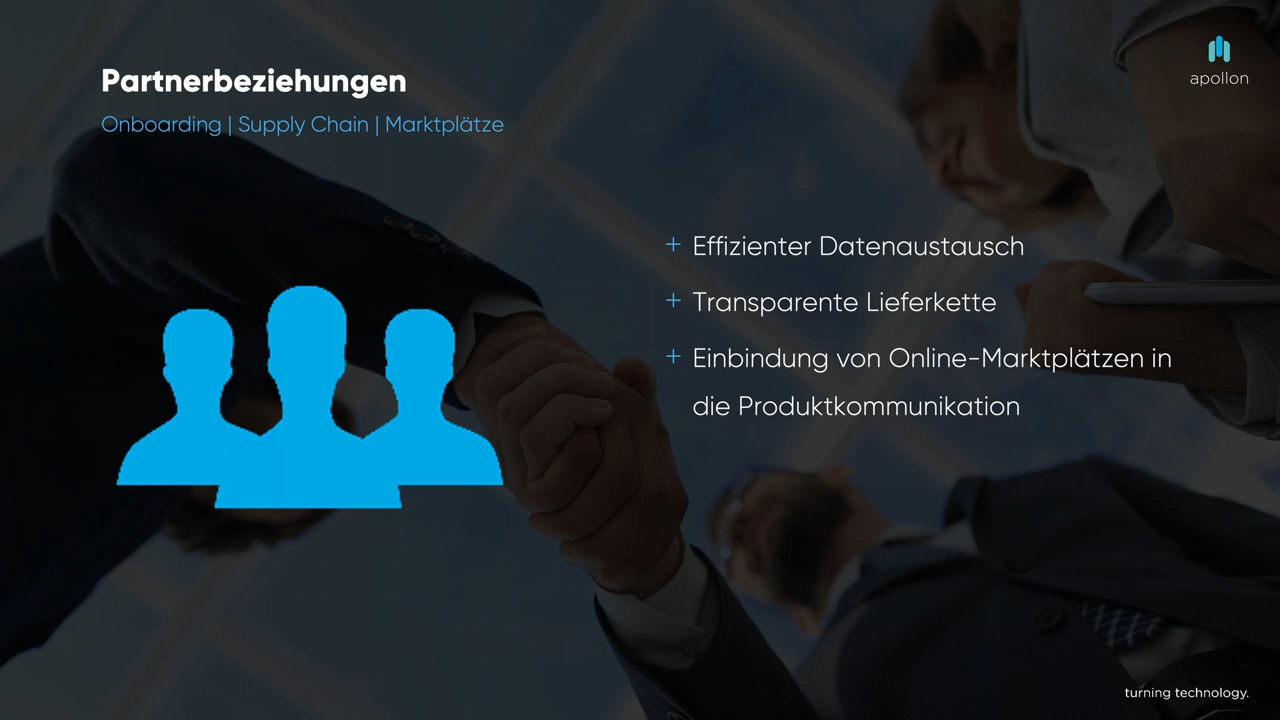 Partnerbeziehungen
Onboarding | Supply Chain | Marktplätze
apollon
+ Effizienter Datenaustausch
+ Transparente Lieferkette
+ Einbindung von Online-Marktplätzen in
die Produktkommunikation
turning technology.